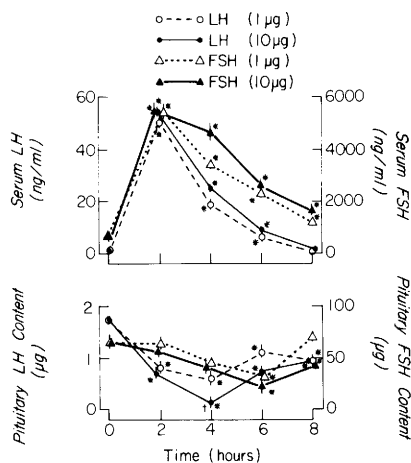 LH (1μg)
LH (10μg)
FSH (1μg)
FSH (10μg)
Serum LH
(ng/ml)
60
40
20
0
6000
4000
2000
0
Serum FSH
(ng/ml)
Pituitary LH Content
(μg)
2
1
0
100
50
0
Pituitary FSH Content
(μg)
0 2 4 6 8
Time (hours)